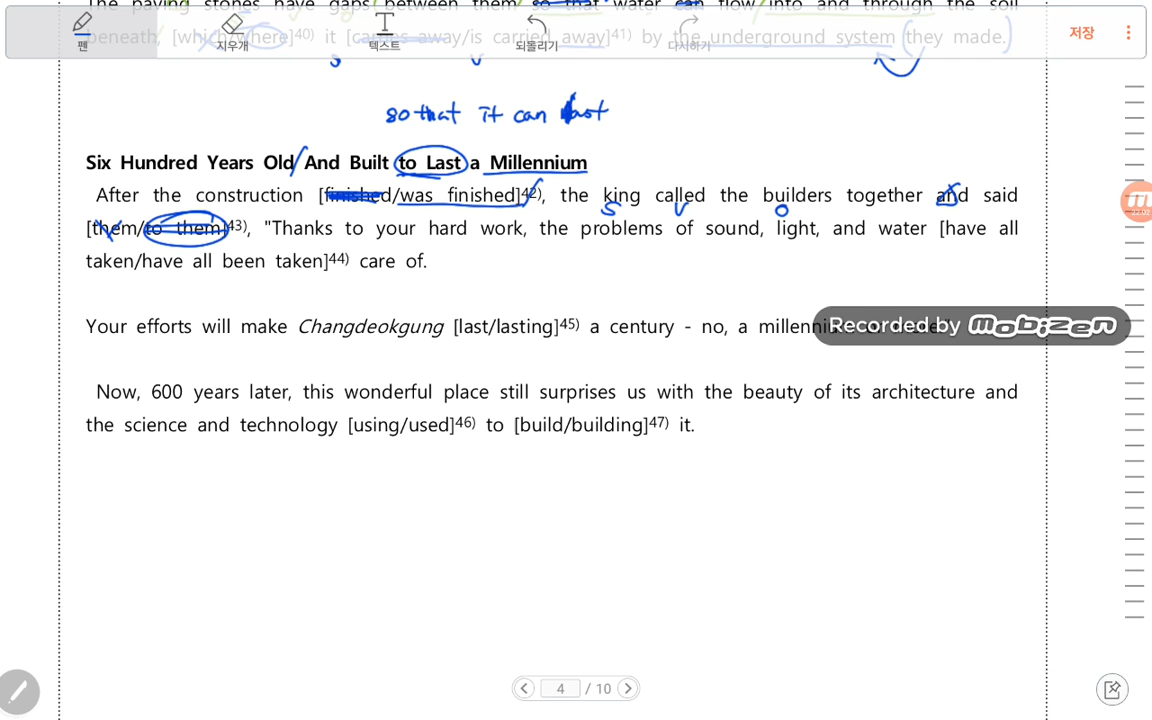 The paving stones have gaps between them so that water can flow into and through the soil
beneath, [which/where]40) it [carries away/is carried away]41) by the underground system they made.
펜 지우개 텍스트 되돌리기 다시하기 저장
S V
so that it can last
Six Hundred Years Old / And Built to Last a Millennium
After the construction [finished/was finished]42), the king called the builders together and said
S V O
[them/to them]43), "Thanks to your hard work, the problems of sound, light, and water [have all
taken/have all been taken]44) care of.
Your efforts will make Changdeokgung [last/lasting]45) a century - no, a millennium
Recorded by mobizen
Now, 600 years later, this wonderful place still surprises us with the beauty of its architecture and
the science and technology [using/used]46) to [build/building]47) it.
4 / 10